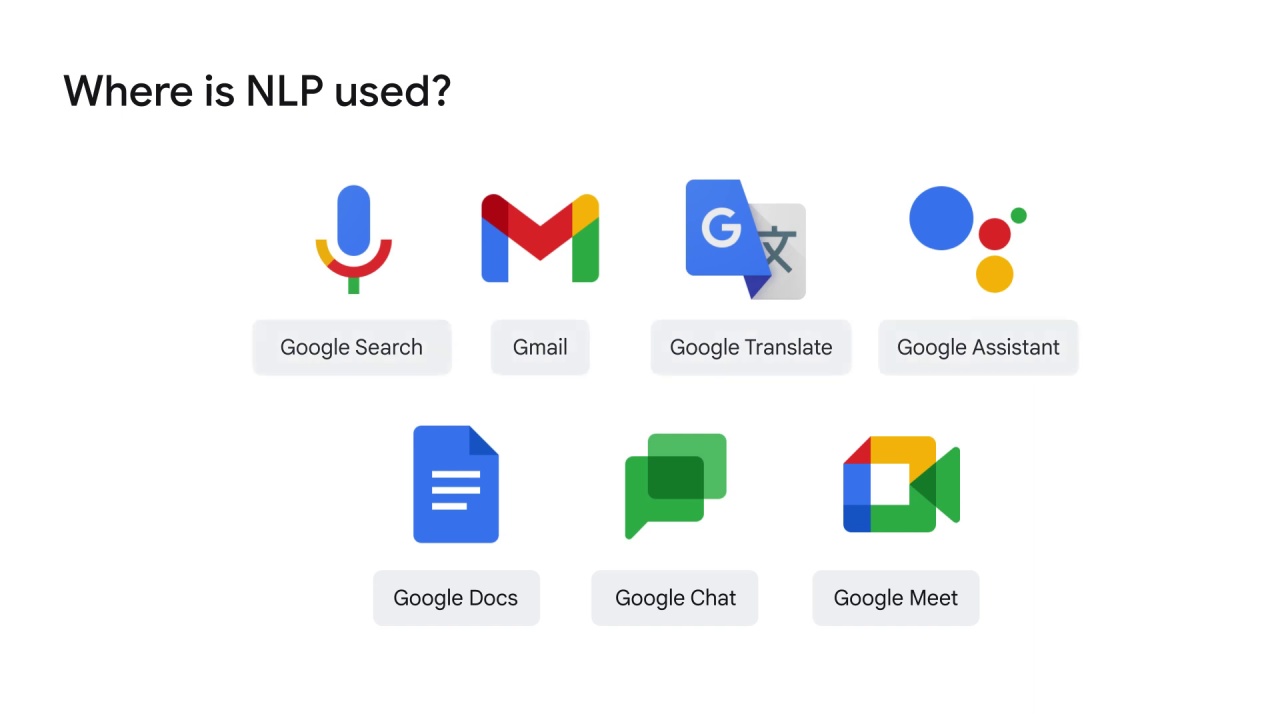 Where is NLP used?
G 文
Google Search
Gmail
Google Translate
Google Assistant
Google Docs
Google Chat
Google Meet